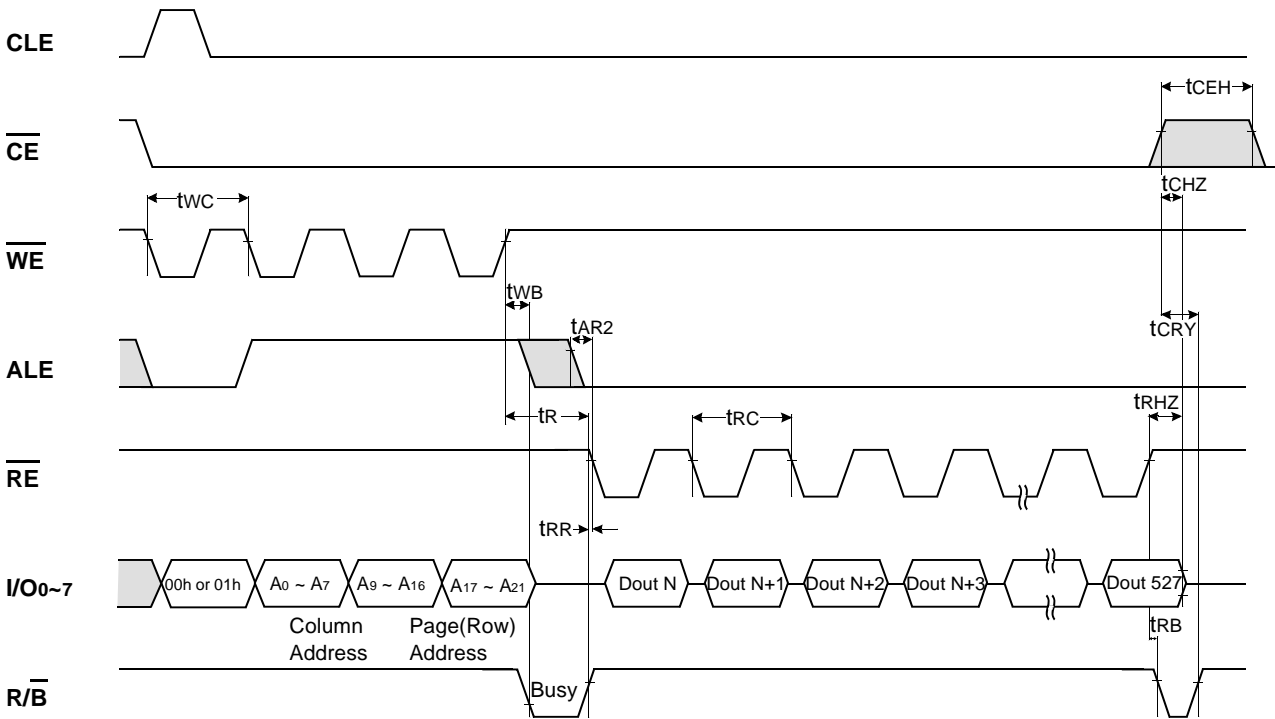 CLE
tCEH
CE
tCHZ
tWC
WE
tWB
tAR2
tCRY
ALE
tRHZ
tR
tRC
RE
tRR
I/O0~7
00h or 01h
A0 ~ A7
A9 ~ A16
A17 ~ A21
Dout N
Dout N+1
Dout N+2
Dout N+3
Dout 527
Column
Address
Page(Row)
Address
tRB
R/B
Busy